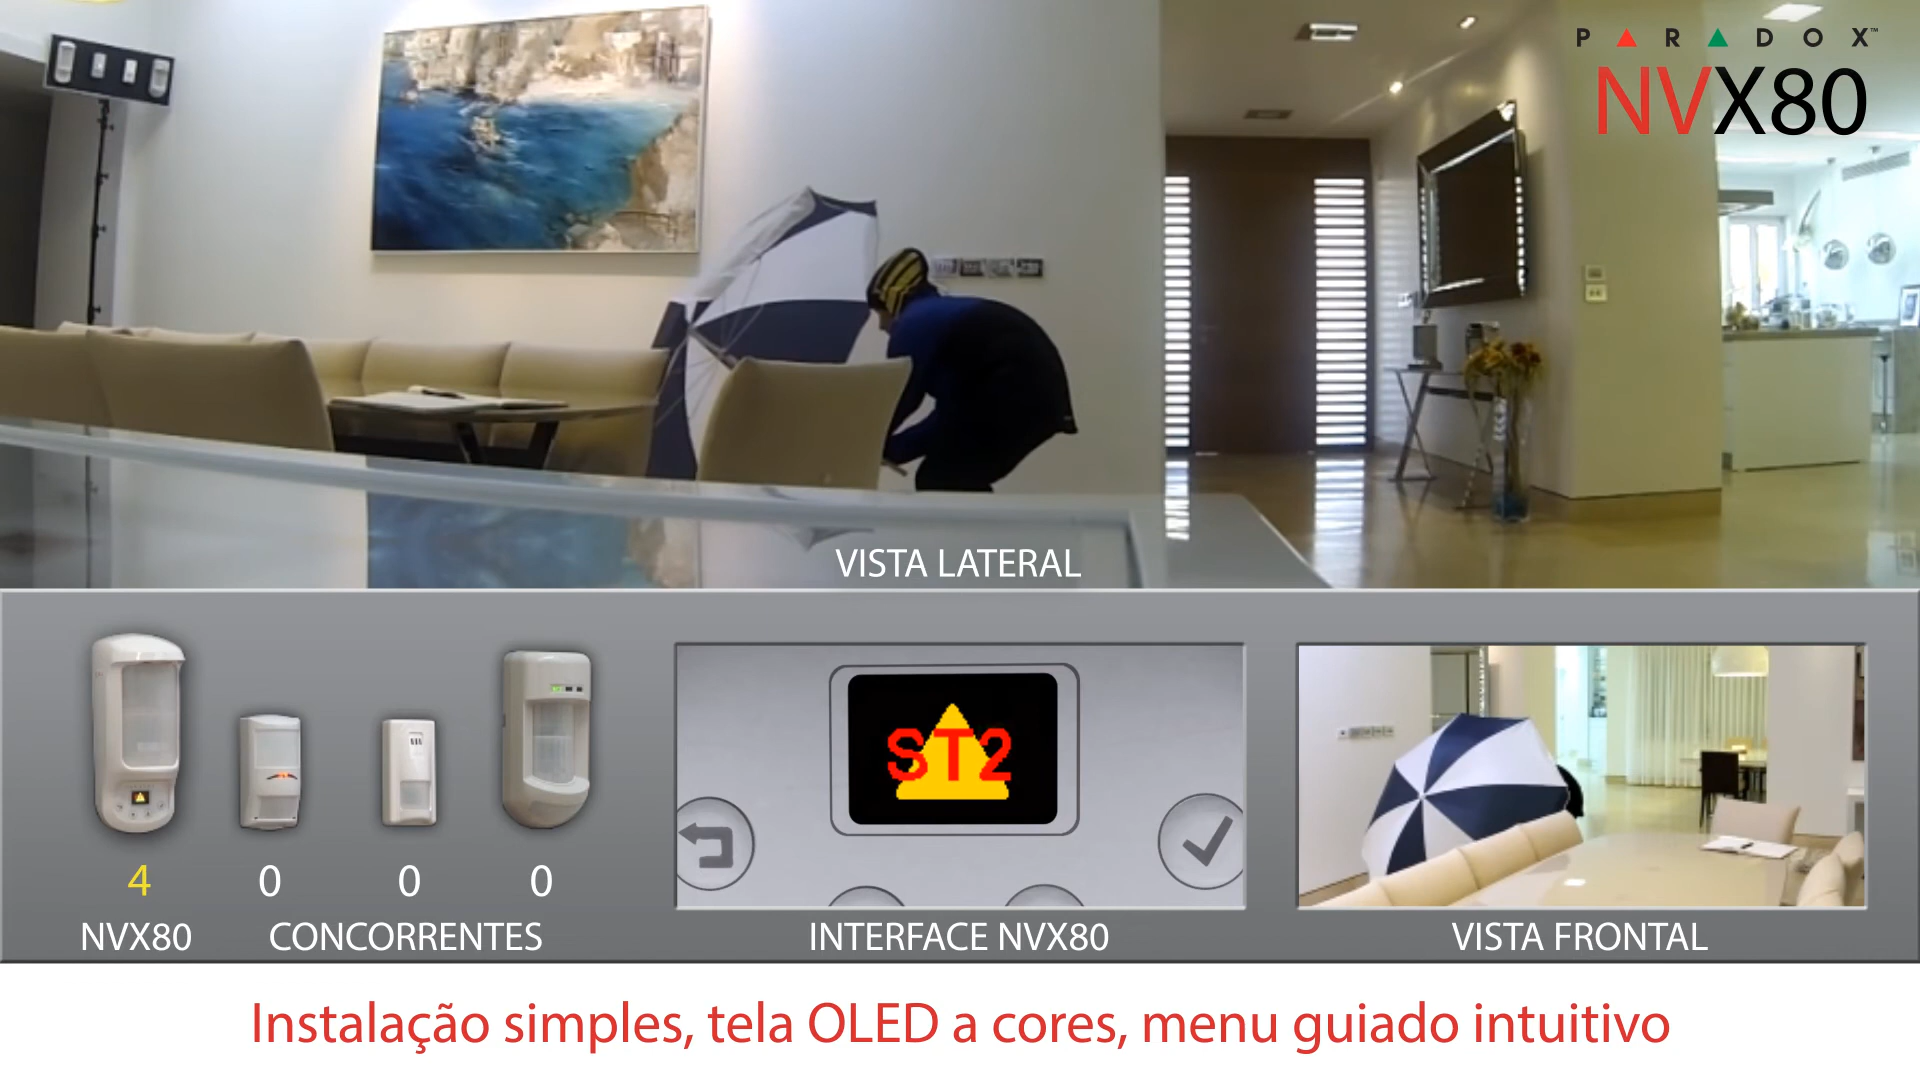 PARADOX™
NVX80
VISTA LATERAL
ST2
4 0 0 0
NVX80 CONCORRENTES
INTERFACE NVX80
VISTA FRONTAL
Instalação simples, tela OLED a cores, menu guiado intuitivo